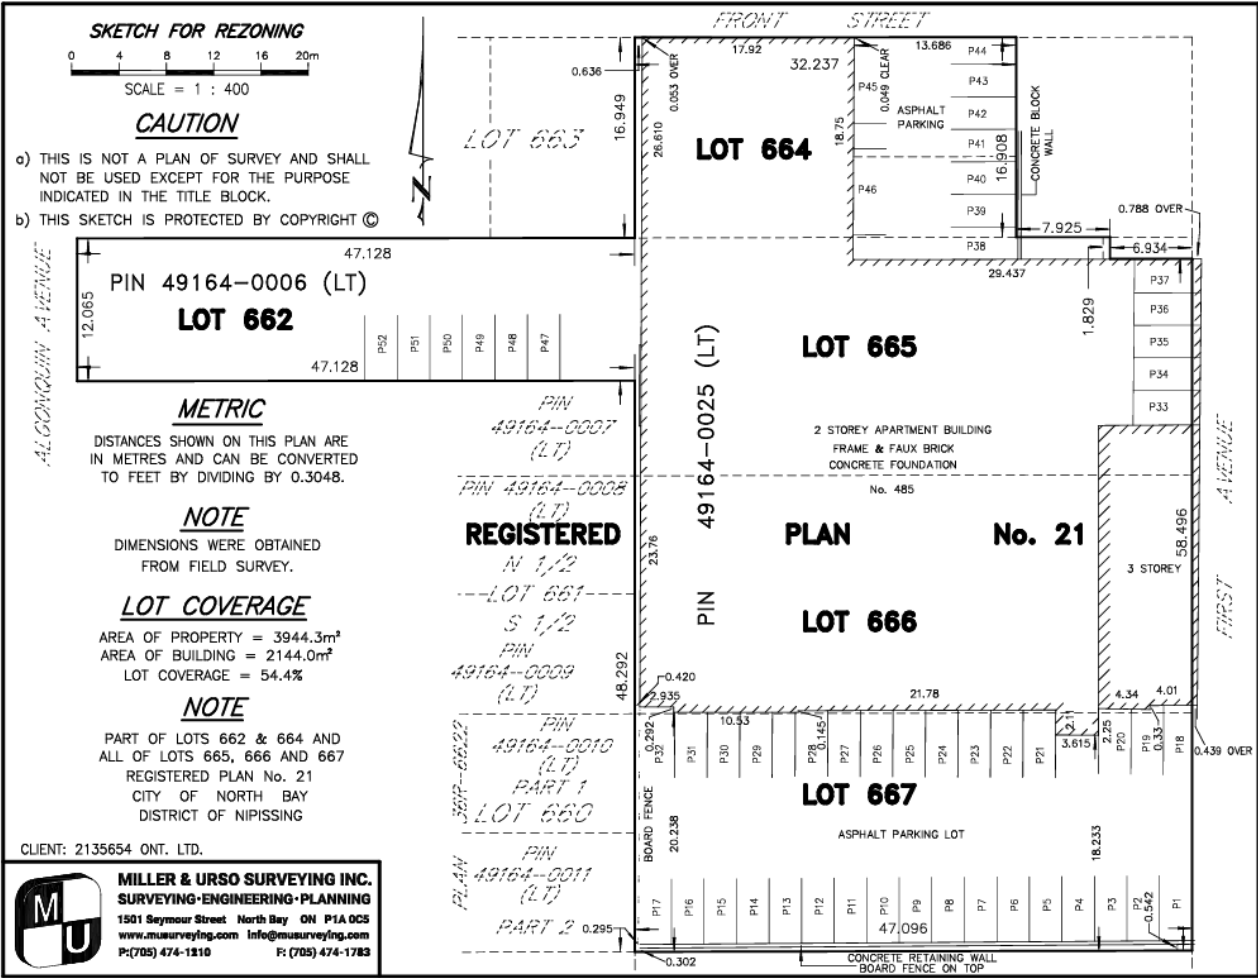 SKETCH FOR REZONING
0 4 8 12 16 20m
SCALE = 1 : 400
CAUTION
a) THIS IS NOT A PLAN OF SURVEY AND SHALL
NOT BE USED EXCEPT FOR THE PURPOSE
INDICATED IN THE TITLE BLOCK.
b) THIS SKETCH IS PROTECTED BY COPYRIGHT ©
N
FRONT STREET
LOT 663
0.636
16.949
17.92
0.053 OVER
26.610
32.237
LOT 664
18.75
13.686
0.049 CLEAR
P45
P46
ASPHALT
PARKING
P44
P43
P42
P41
P40
P39
P38
16.908
CONCRETE BLOCK
WALL
7.925
0.788 OVER
6.934
29.437
1.829
ALGONQUIN AVENUE
12.065
47.128
PIN 49164-0006 (LT)
LOT 662
47.128
P52
P51
P50
P49
P48
P47
PIN 49164-0025 (LT)
LOT 665
P37
P36
P35
P34
P33
2 STOREY APARTMENT BUILDING
FRAME & FAUX BRICK
CONCRETE FOUNDATION
No. 485
METRIC
DISTANCES SHOWN ON THIS PLAN ARE
IN METRES AND CAN BE CONVERTED
TO FEET BY DIVIDING BY 0.3048.
PIN
49164-0007
(LT)
PIN 49164-0008
(LT)
REGISTERED PLAN No. 21
N 1/2
LOT 661
S 1/2
PIN
49164-0009
(LT)
23.76
48.292
58.496
3 STOREY
FIRST AVENUE
LOT 666
NOTE
DIMENSIONS WERE OBTAINED
FROM FIELD SURVEY.
LOT COVERAGE
AREA OF PROPERTY = 3944.3m²
AREA OF BUILDING = 2144.0m²
LOT COVERAGE = 54.4%
NOTE
PART OF LOTS 662 & 664 AND
ALL OF LOTS 665, 666 AND 667
REGISTERED PLAN No. 21
CITY OF NORTH BAY
DISTRICT OF NIPISSING
0.420
2.935
0.292
10.53
0.145
21.78
2.11
3.615
2.25
4.34
4.01
0.33
0.439 OVER
P32
P31
P30
P29
P28
P27
P26
P25
P24
P23
P22
P21
P20
P19
P18
PLAN 36R-6622
PIN
49164-0010
(LT)
PART 1
LOT 660
PIN
49164-0011
(LT)
PART 2
BOARD FENCE
20.238
LOT 667
ASPHALT PARKING LOT
18.233
P17
P16
P15
P14
P13
P12
P11
P10
P9
P8
P7
P6
P5
P4
P3
P2
P1
0.542
47.096
0.295
0.302
CONCRETE RETAINING WALL
BOARD FENCE ON TOP
CLIENT: 2135654 ONT. LTD.
M
U
MILLER & URSO SURVEYING INC.
SURVEYING·ENGINEERING·PLANNING
1501 Seymour Street North Bay ON P1A 0C5
www.musurveying.com info@musurveying.com
P:(705) 474-1210 F: (705) 474-1783